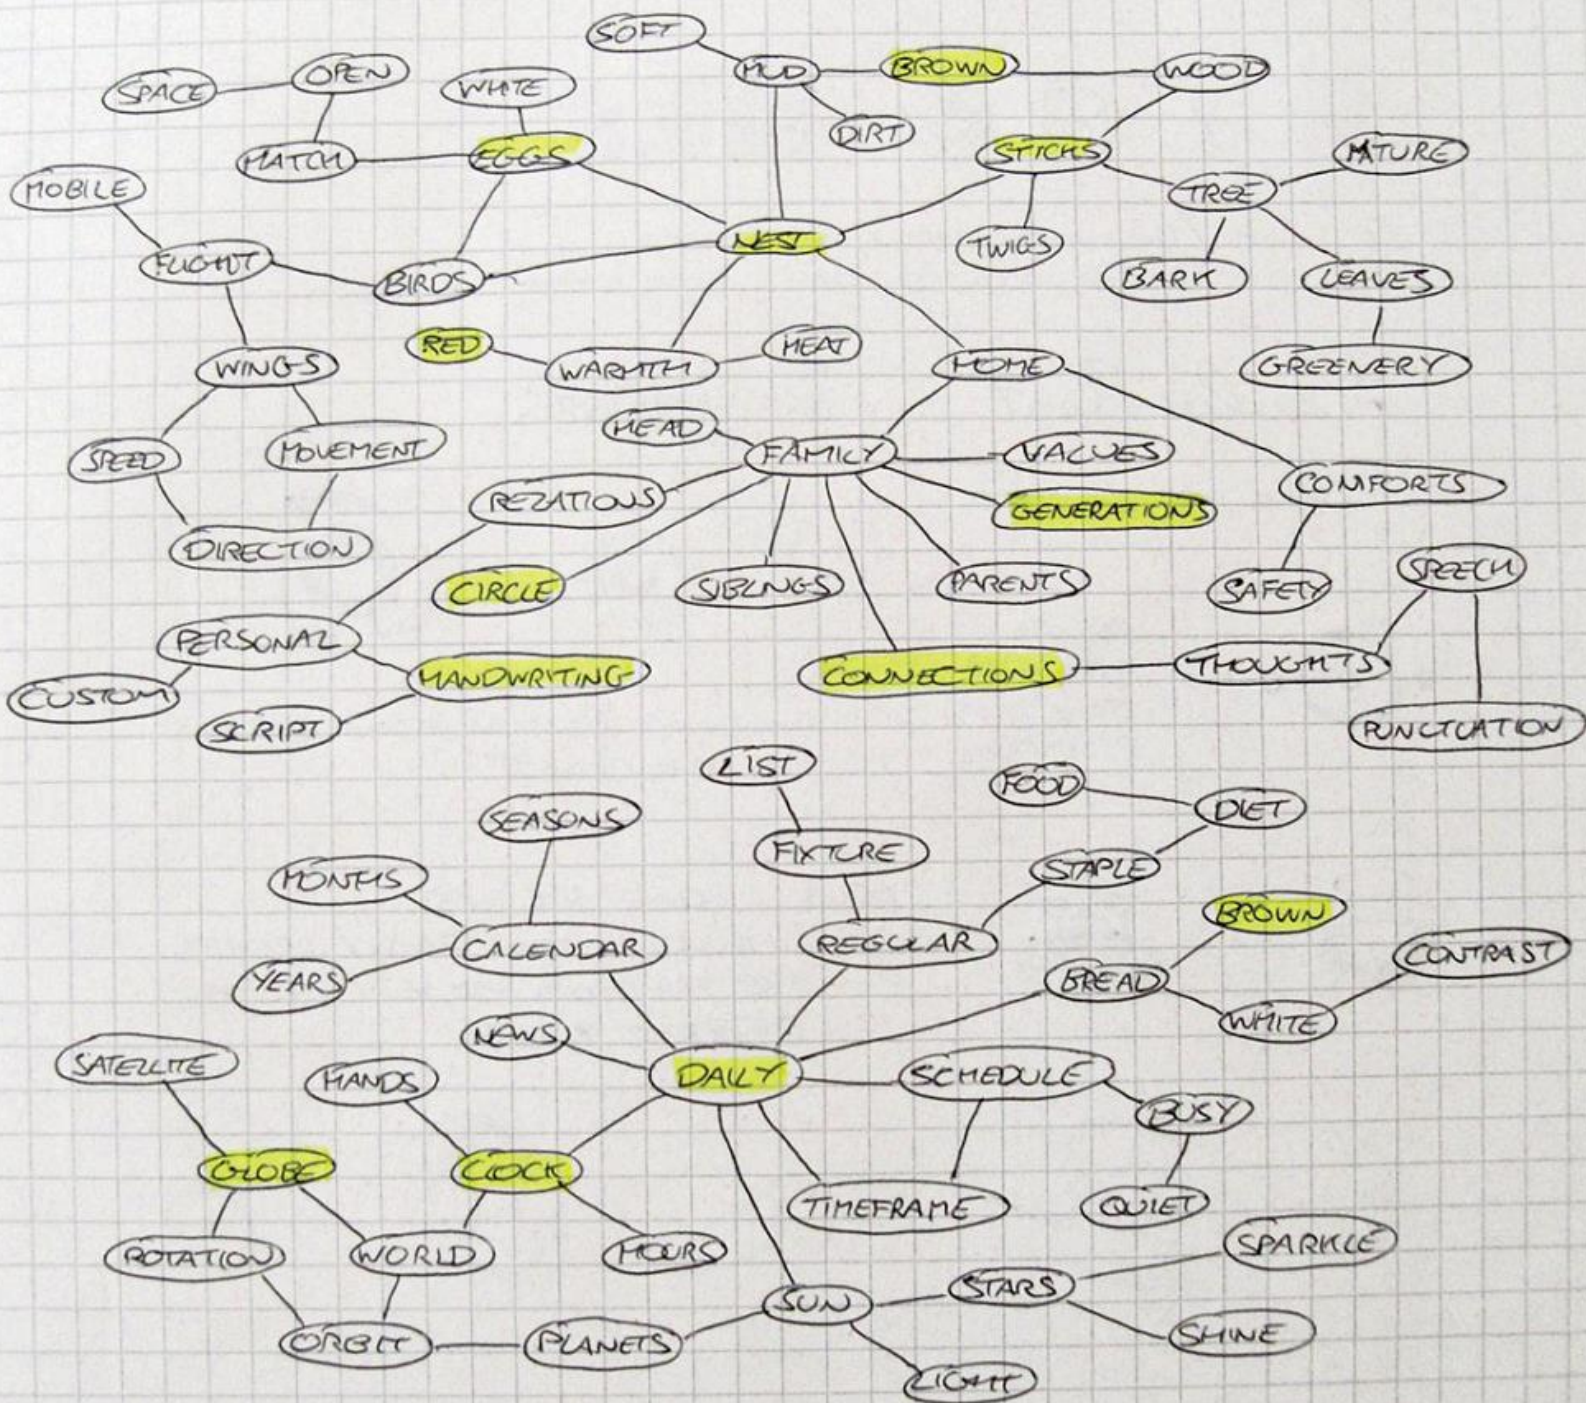 SOFT
MUD
BROWN
WOOD
SPACE
OPEN
WHITE
DIRT
HATCH
EGGS
STICKS
NATURE
MOBILE
TREE
NEST
TWIGS
FLIGHT
BIRDS
BARK
LEAVES
RED
WARMTH
HEAT
HOME
WINGS
GREENERY
HEAD
FAMILY
VALUES
SPEED
MOVEMENT
RELATIONS
GENERATIONS
COMFORTS
DIRECTION
CIRCLE
SIBLINGS
PARENTS
SAFETY
SPEECH
PERSONAL
HANDWRITING
CONNECTIONS
THOUGHTS
CUSTOM
SCRIPT
PUNCTUATION
LIST
FOOD
DIET
SEASONS
FIXTURE
STAPLE
MONTHS
BROWN
CALENDAR
REGULAR
CONTRAST
YEARS
BREAD
WHITE
NEWS
SATELLITE
HANDS
DAILY
SCHEDULE
BUSY
GLOBE
CLOCK
TIMEFRAME
QUIET
ROTATION
WORLD
HOURS
SPARKLE
SUN
STARS
ORBIT
PLANETS
SHINE
LIGHT